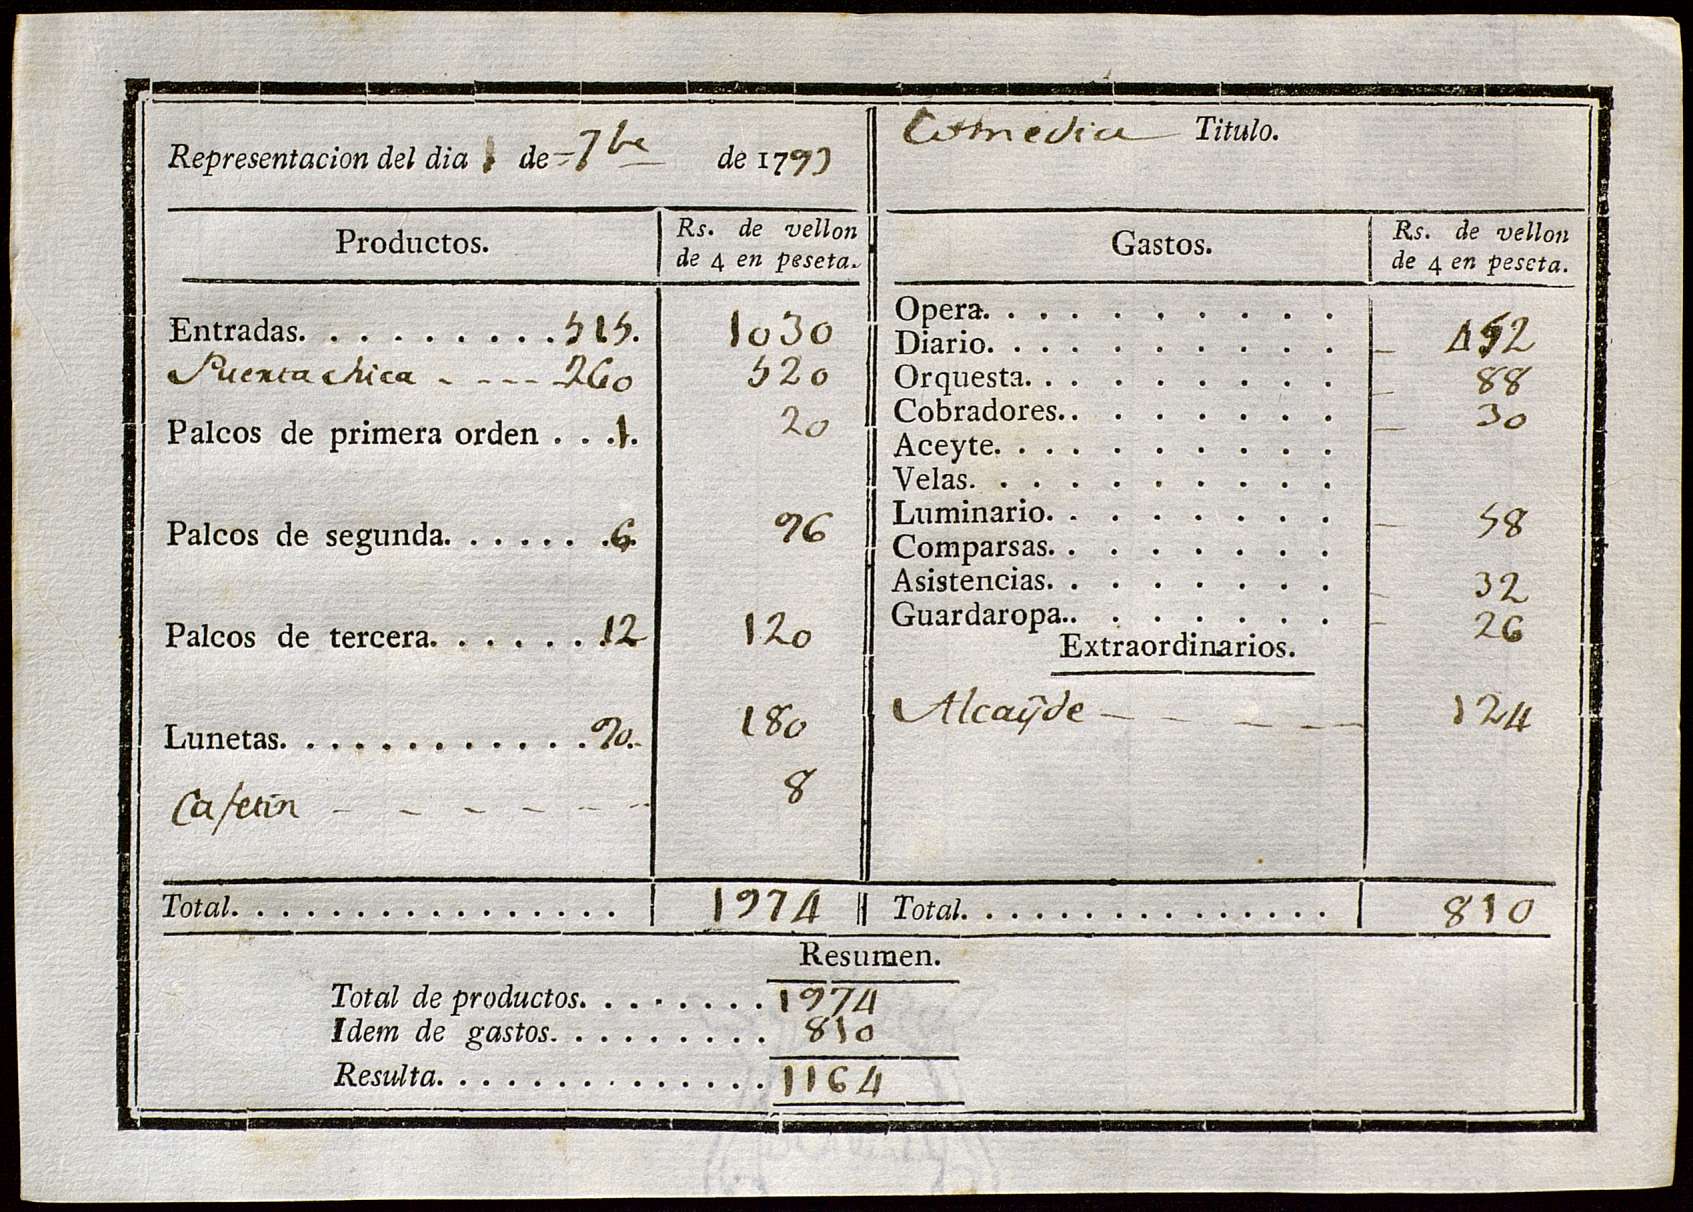 Representacion del dia 1 de 7bre de 1793
Comedia Titulo.
Productos. Rs. de vellon de 4 en peseta.
Gastos. Rs. de vellon de 4 en peseta.
Entradas. . . . . . . . . 515. 1030
Puerta chica - - - - - 260 520
Palcos de primera orden . . . 1. 20
Palcos de segunda. . . . . . . 6. 96
Palcos de tercera. . . . . . . 12 120
Lunetas. . . . . . . . . . . . 90. 180
Cafetin - - - - - - - 8
Total. . . . . . . . . . . . . . . . 1974
Opera. . . . . . . . . .
Diario. . . . . . . . . . 452
Orquesta. . . . . . . . . 88
Cobradores. . . . . . . . 30
Aceyte. . . . . . . . . .
Velas. . . . . . . . . . .
Luminario. . . . . . . . 58
Comparsas. . . . . . . .
Asistencias. . . . . . . . 32
Guardaropa. . . . . . . . 26
Extraordinarios.
Alcaÿde - - - - - 124
Total. . . . . . . . . . . . . . . 810
Resumen.
Total de productos. . . . . . . . 1974
Idem de gastos. . . . . . . . . 810
Resulta. . . . . . . . . . . . . . 1164